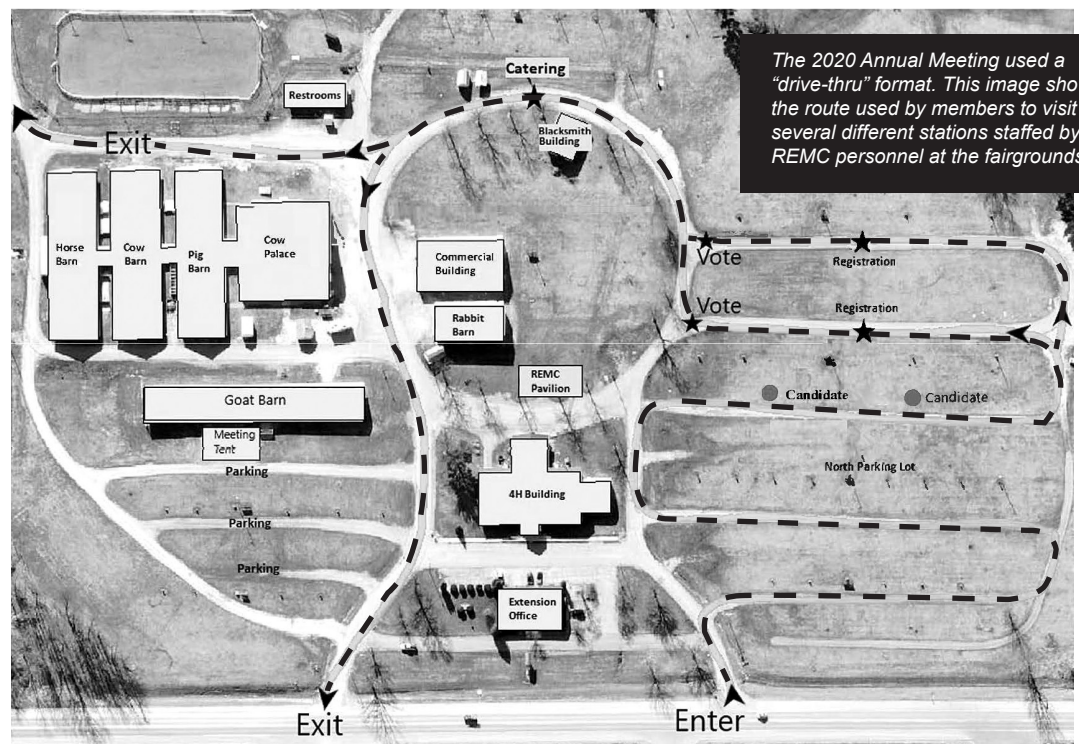 The 2020 Annual Meeting used a
"drive-thru" format. This image sho
the route used by members to visit
several different stations staffed by
REMC personnel at the fairgrounds
Catering
Restrooms
Blacksmith
Building
Exit
Horse
Barn
Cow
Barn
Pig
Barn
Cow
Palace
Commercial
Building
Vote
Registration
Rabbit
Barn
Vote
Registration
REMC
Pavilion
Candidate
Candidate
Goat Barn
Meeting
Tent
Parking
North Parking Lot
4H Building
Parking
Parking
Extension
Office
Exit
Enter